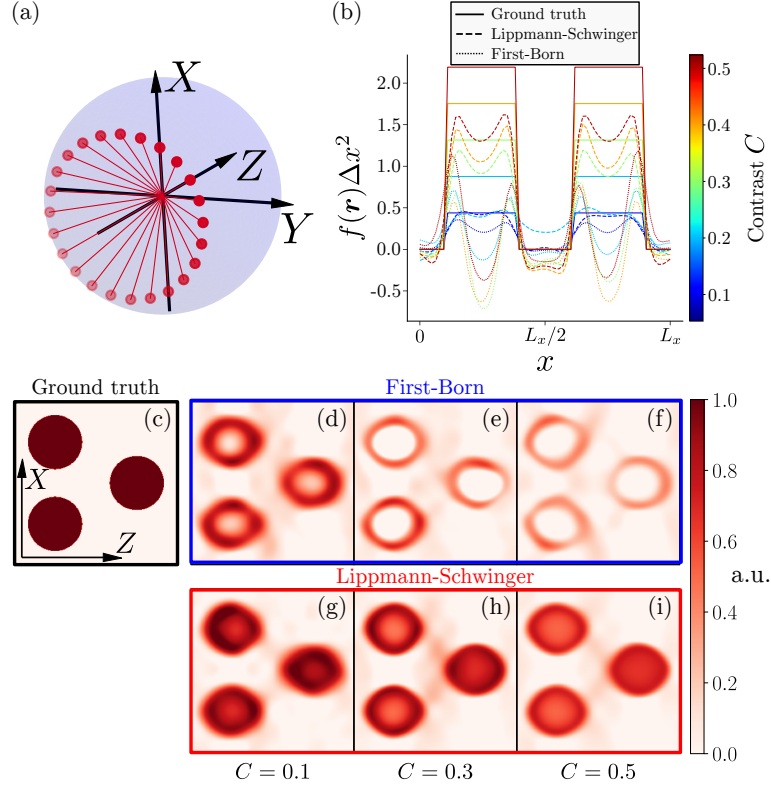 (a)
X
Z
Y
(b)
Ground truth
Lippmann-Schwinger
First-Born
2.0
1.5
1.0
0.5
0.0
-0.5
f(r)Δx²
0
Lₓ/2
Lₓ
x
0.5
0.4
0.3
0.2
0.1
Contrast C
Ground truth
(c)
X
Z
First-Born
(d)
(e)
(f)
Lippmann-Schwinger
(g)
(h)
(i)
C = 0.1
C = 0.3
C = 0.5
1.0
0.8
0.6
0.4
0.2
0.0
a.u.